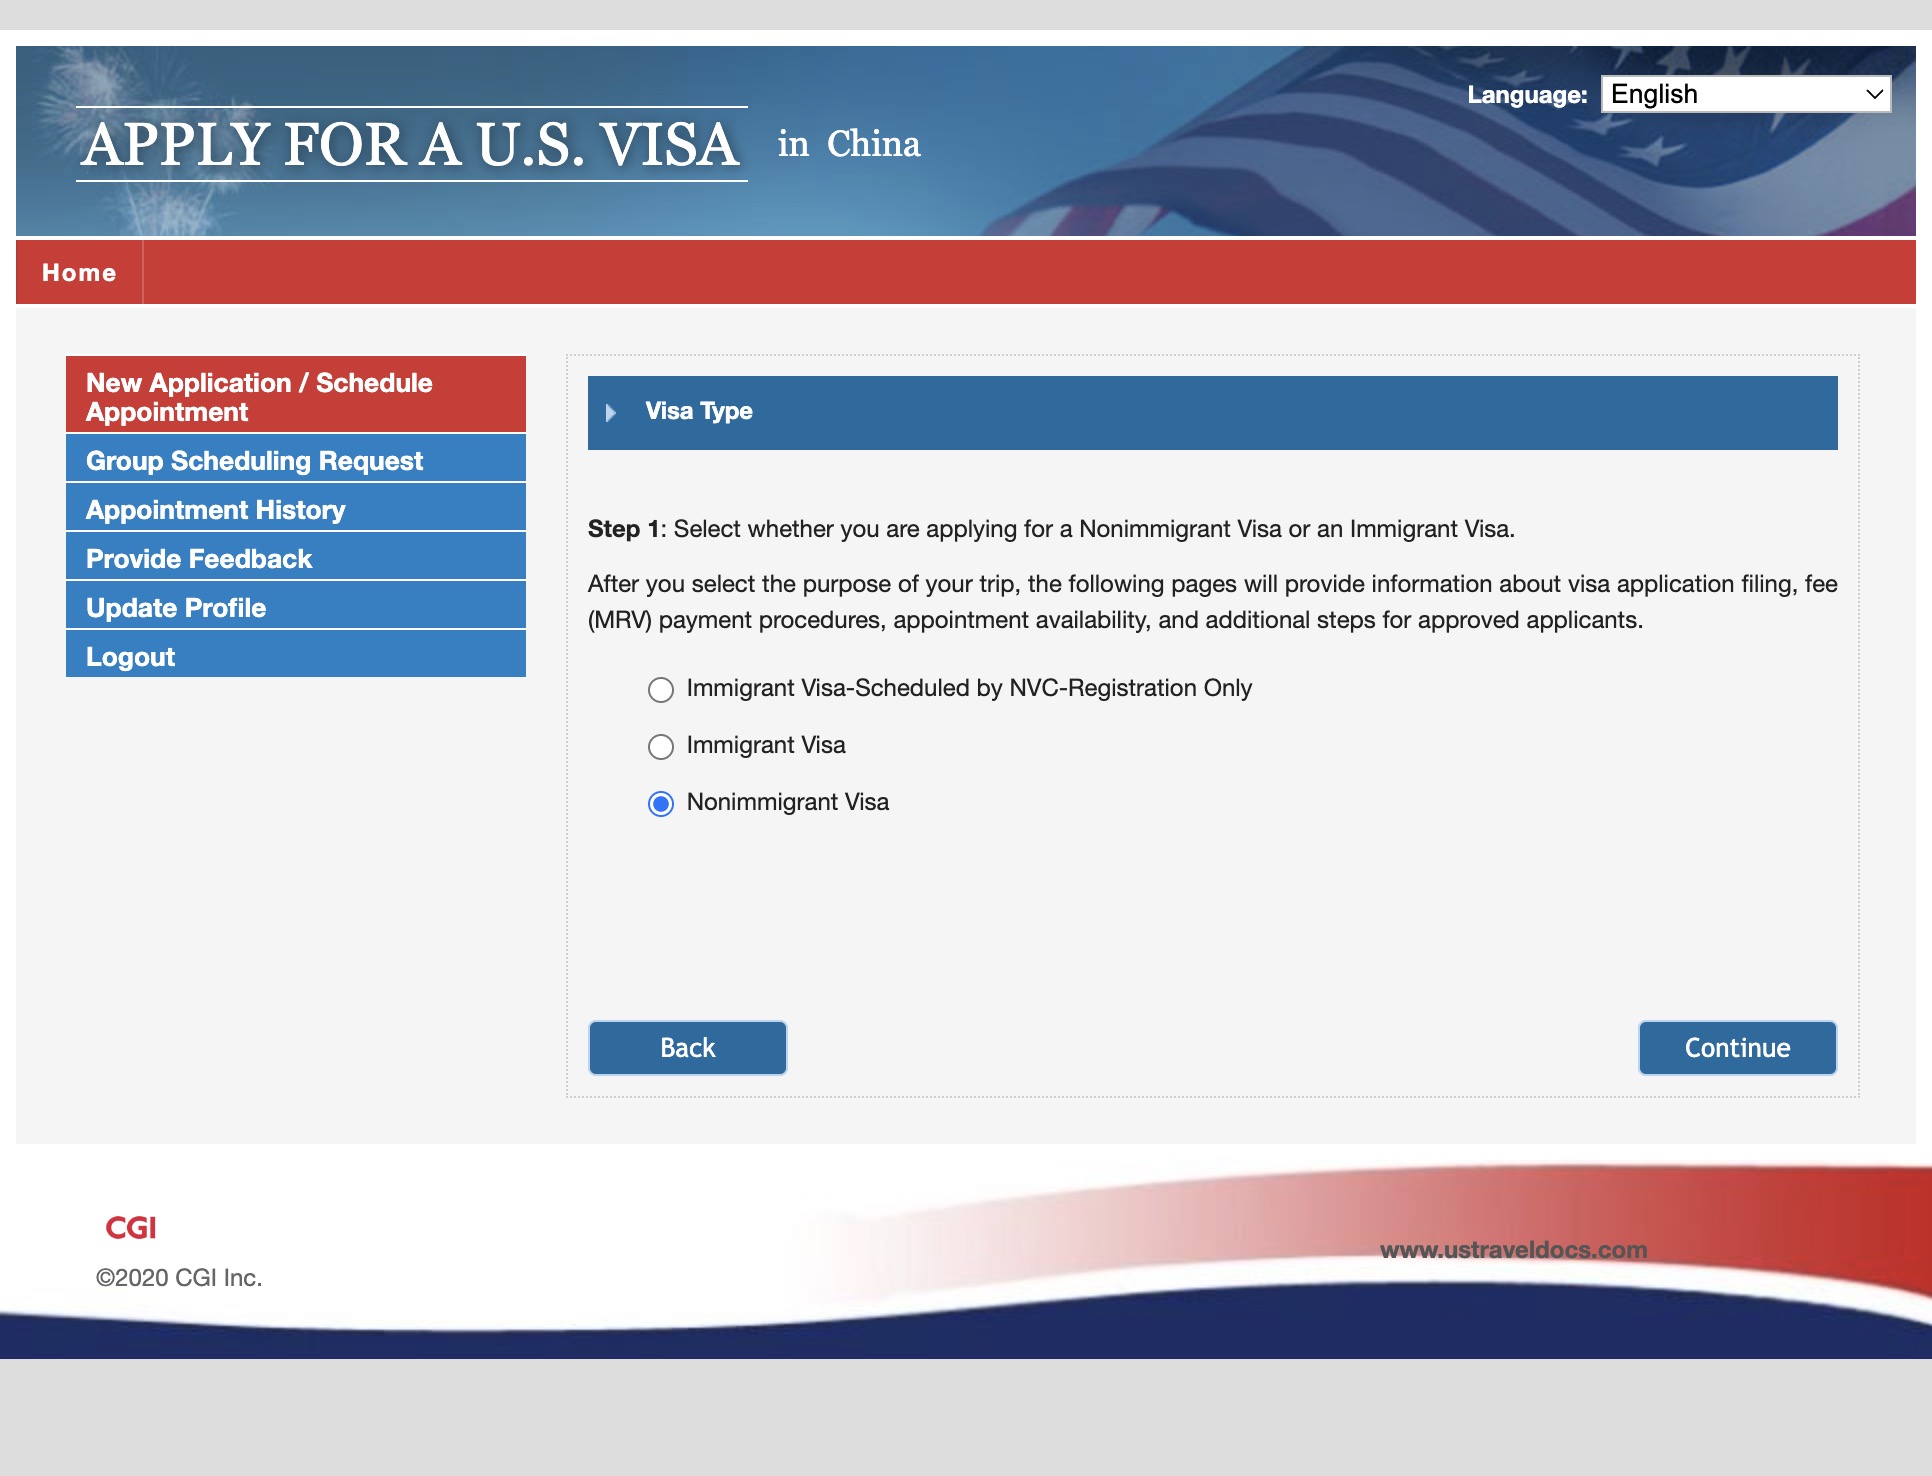 APPLY FOR A U.S. VISA in China
Language: English
Home
New Application / Schedule
Appointment
Group Scheduling Request
Appointment History
Provide Feedback
Update Profile
Logout
Visa Type
Step 1: Select whether you are applying for a Nonimmigrant Visa or an Immigrant Visa.
After you select the purpose of your trip, the following pages will provide information about visa application filing, fee
(MRV) payment procedures, appointment availability, and additional steps for approved applicants.
Immigrant Visa-Scheduled by NVC-Registration Only
Immigrant Visa
Nonimmigrant Visa
Back
Continue
CGI
©2020 CGI Inc.
www.ustraveldocs.com